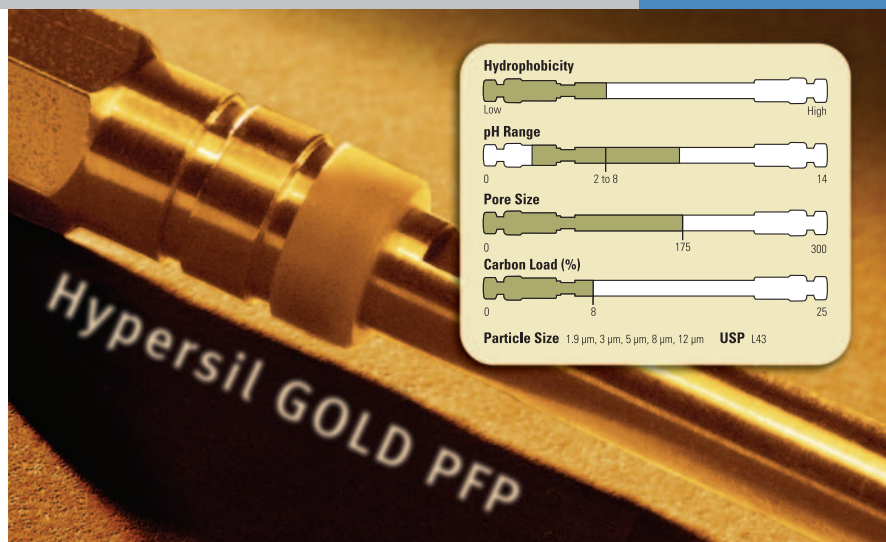 Hydrophobicity
Low High
pH Range
0 2 to 8 14
Pore Size
0 175 300
Carbon Load (%)
0 8 25
Particle Size 1.9 µm, 3 µm, 5 µm, 8 µm, 12 µm USP L43
Hypersil GOLD PFP